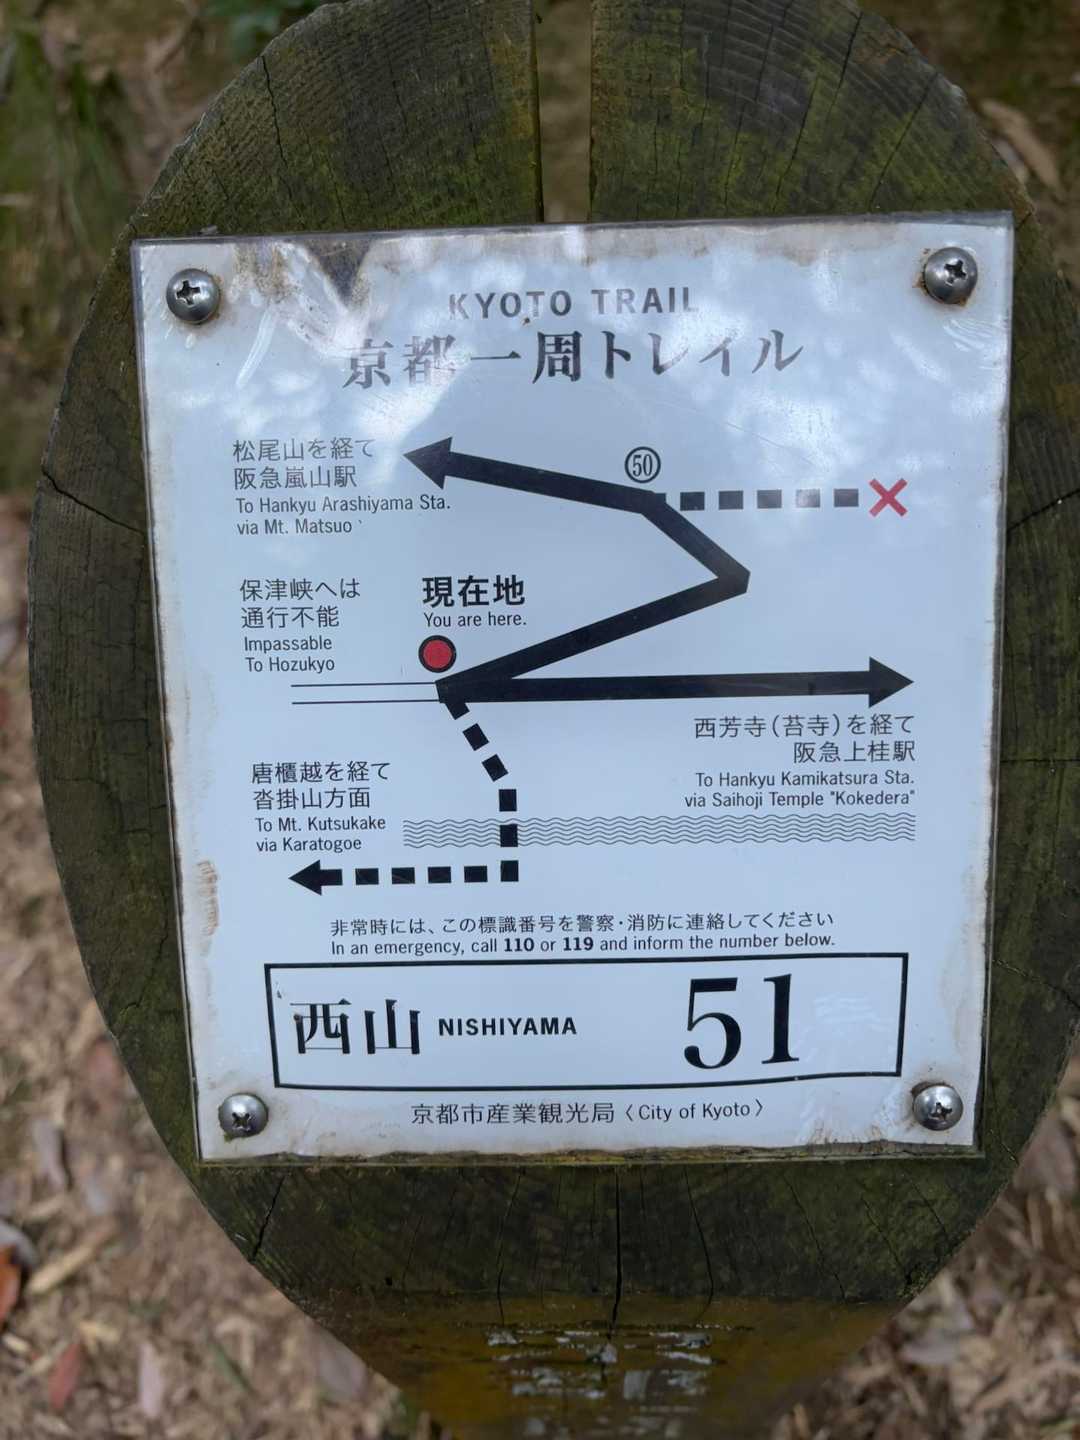 KYOTO TRAIL
京都一周トレイル
松尾山を経て
阪急嵐山駅
To Hankyu Arashiyama Sta.
via Mt. Matsuo
50
保津峡へは
通行不能
Impassable
To Hozukyo
現在地
You are here.
西芳寺(苔寺)を経て
阪急上桂駅
To Hankyu Kamikatsura Sta.
via Saihoji Temple "Kokedera"
唐櫃越を経て
沓掛山方面
To Mt. Kutsukake
via Karatogoe
非常時には、この標識番号を警察・消防に連絡してください
In an emergency, call 110 or 119 and inform the number below.
西山 NISHIYAMA 51
京都市産業観光局〈City of Kyoto〉